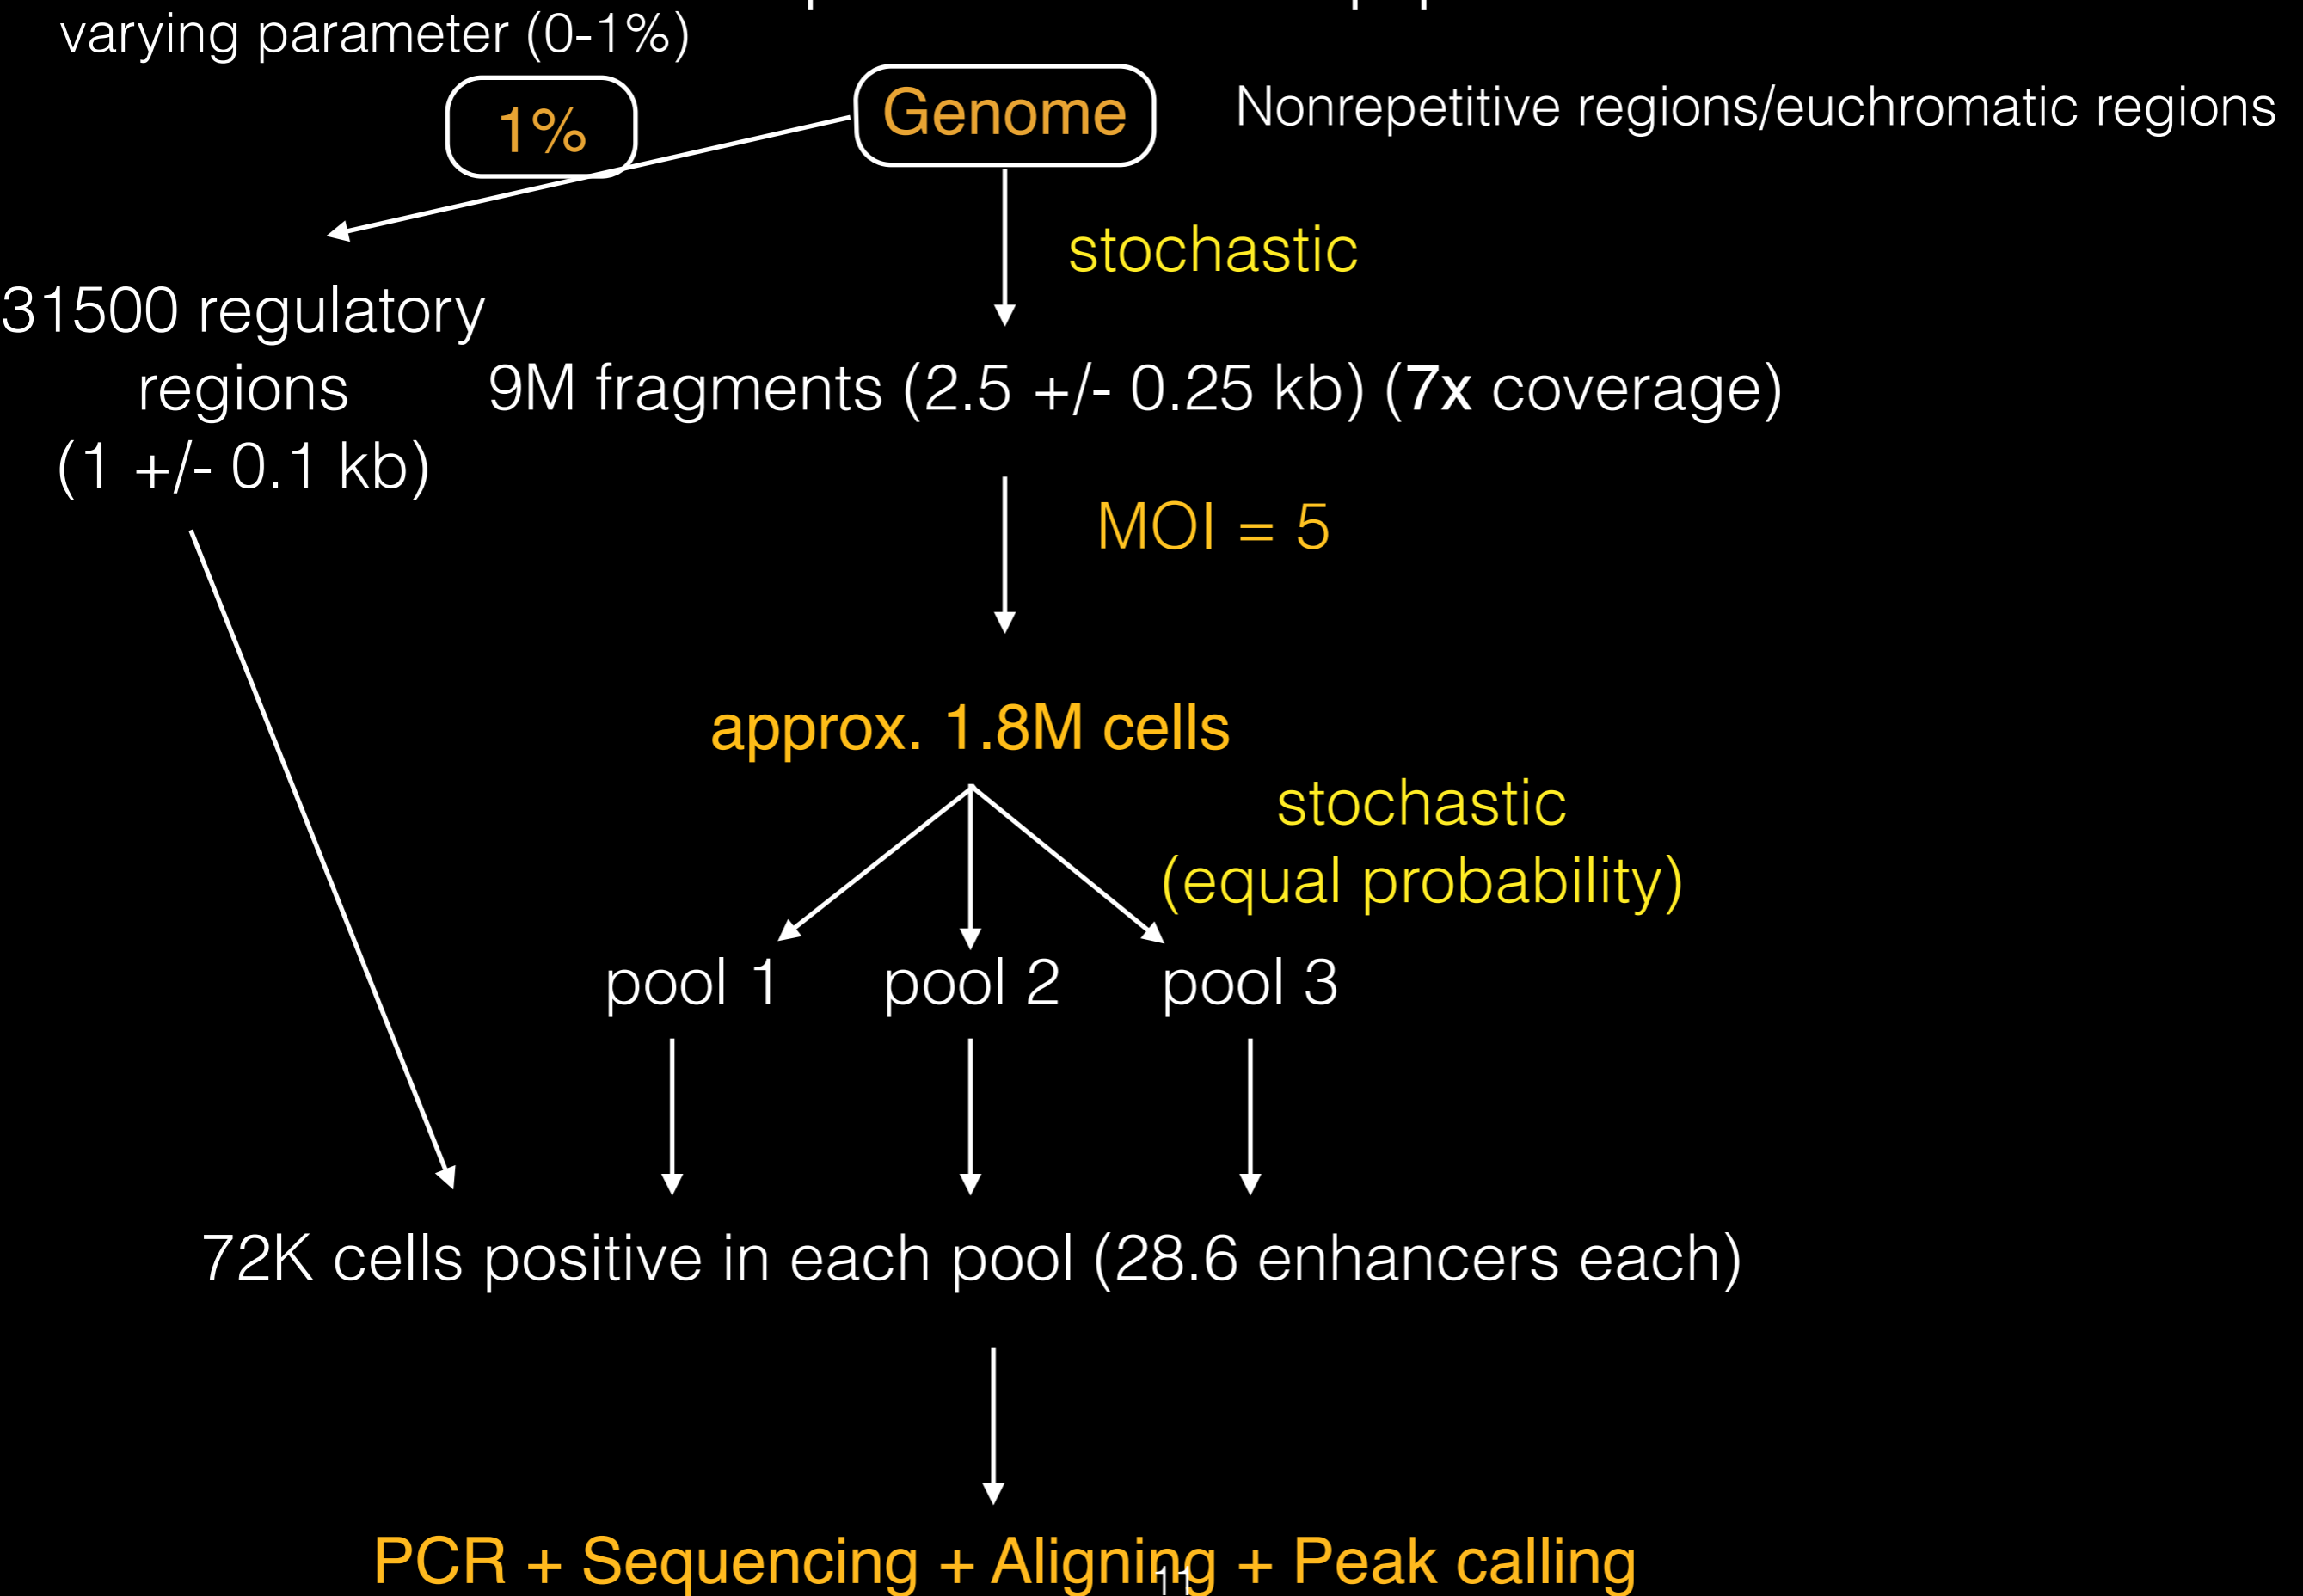 varying parameter (0-1%)
1%
Genome
Nonrepetitive regions/euchromatic regions
stochastic
31500 regulatory
regions
(1 +/- 0.1 kb)
9M fragments (2.5 +/- 0.25 kb) (7x coverage)
MOI = 5
approx. 1.8M cells
stochastic
(equal probability)
pool 1
pool 2
pool 3
72K cells positive in each pool (28.6 enhancers each)
PCR + Sequencing + Aligning + Peak calling
11